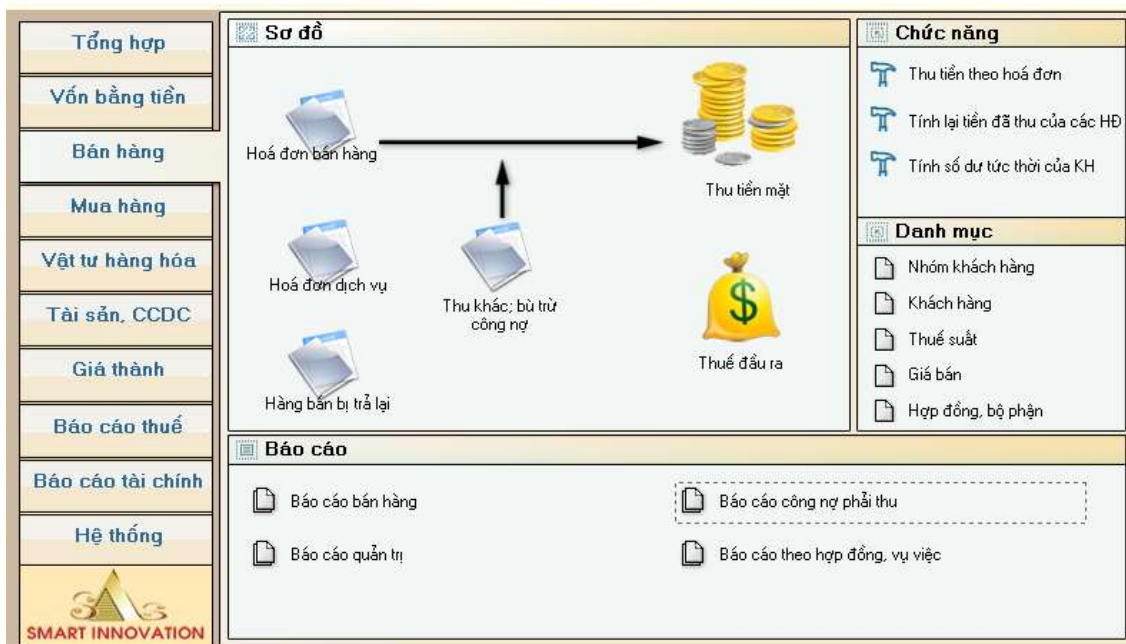 Tổng hợp
Vốn bằng tiền
Bán hàng
Mua hàng
Vật tư hàng hóa
Tài sản, CCDC
Giá thành
Báo cáo thuế
Báo cáo tài chính
Hệ thống
SAS
SMART INNOVATION
Sơ đồ
Hoá đơn bán hàng
Thu tiền mặt
Hoá đơn dịch vụ
Thu khác; bù trừ
công nợ
Thuế đầu ra
Hàng bán bị trả lại
Chức năng
Thu tiền theo hoá đơn
Tính lại tiền đã thu của các HĐ
Tính số dư tức thời của KH
Danh mục
Nhóm khách hàng
Khách hàng
Thuế suất
Giá bán
Hợp đồng, bộ phận
Báo cáo
Báo cáo bán hàng
Báo cáo công nợ phải thu
Báo cáo quản trị
Báo cáo theo hợp đồng, vụ việc